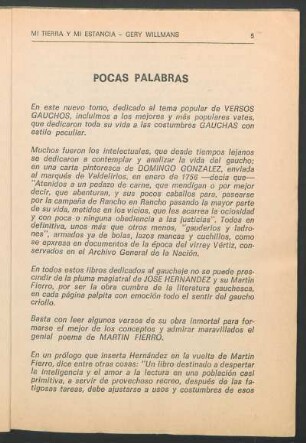 MI TIERRA Y MI ESTANCIA - GERY WILLMANS 5
POCAS PALABRAS
En este nuevo tomo, dedicado al tema popular de VERSOS
GAUCHOS, incluimos a los mejores y más populares vates,
que dedicaron toda su vida a las costumbres GAUCHAS con
estilo peculiar.
Muchos fueron los intelectuales, que desde tiempos lejanos
se dedicaron a contemplar y analizar la vida del gaucho;
en una carta pintoresca de DOMINGO GONZALEZ, enviada
al marqués de Valdelirios, en enero de 1756 —decía que—
"Atenidos a un pedazo de carne, que mendigan o por mejor
decir, que abenturan, y sus pocos caballos para, pasearse
por la campaña de Rancho en Rancho pasando la mayor parte
de su vida, metidos en los vicios, que les acarrea la ociosidad
y con poca o ninguna obediancia a las justicias". Todos en
definitiva, unos más que otros menos, "gauderios y ladro-
nes", armados ya de bolas, lazos manzas y cuchillos, como
se apxresa en documentos de la época del virrey Vértiz, conser-
vados en el Archivo General de la Nación.
En todos estos libros dedicados al gauchaje no se puede pres-
cundir de la pluma magistral de JOSE HERNANDEZ y su Martín
Fierro, por ser la obra cumbre de la literatura gauchesca,
en cada página palpita con emoción todo el sentir del gaucho
criollo.
Basta con leer algunos versos de su obra inmortal para for-
marse el mejor de los conceptos y admirar maravillados el
genial poema de MARTIN FIERRO.
En un prólogo que inserta Hernández en la vuelta de Martín
Fierro, dice entre otras cosas: "Un libro destinado a despertar
la inteligencia y el amor a la lectura en una población casi
primitiva, a servir de provechoso recreo, después de las fa-
tigosas tareas, debe ajustarse a usos y costumbres de esos